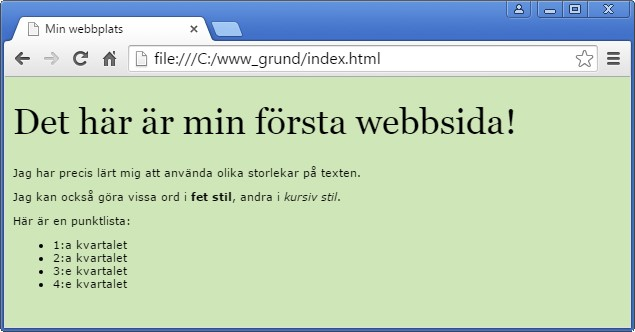 Min webbplats
file:///C:/www_grund/index.html
Det här är min första webbsida!
Jag har precis lärt mig att använda olika storlekar på texten.
Jag kan också göra vissa ord i fet stil, andra i kursiv stil.
Här är en punktlista:
• 1:a kvartalet
• 2:a kvartalet
• 3:e kvartalet
• 4:e kvartalet